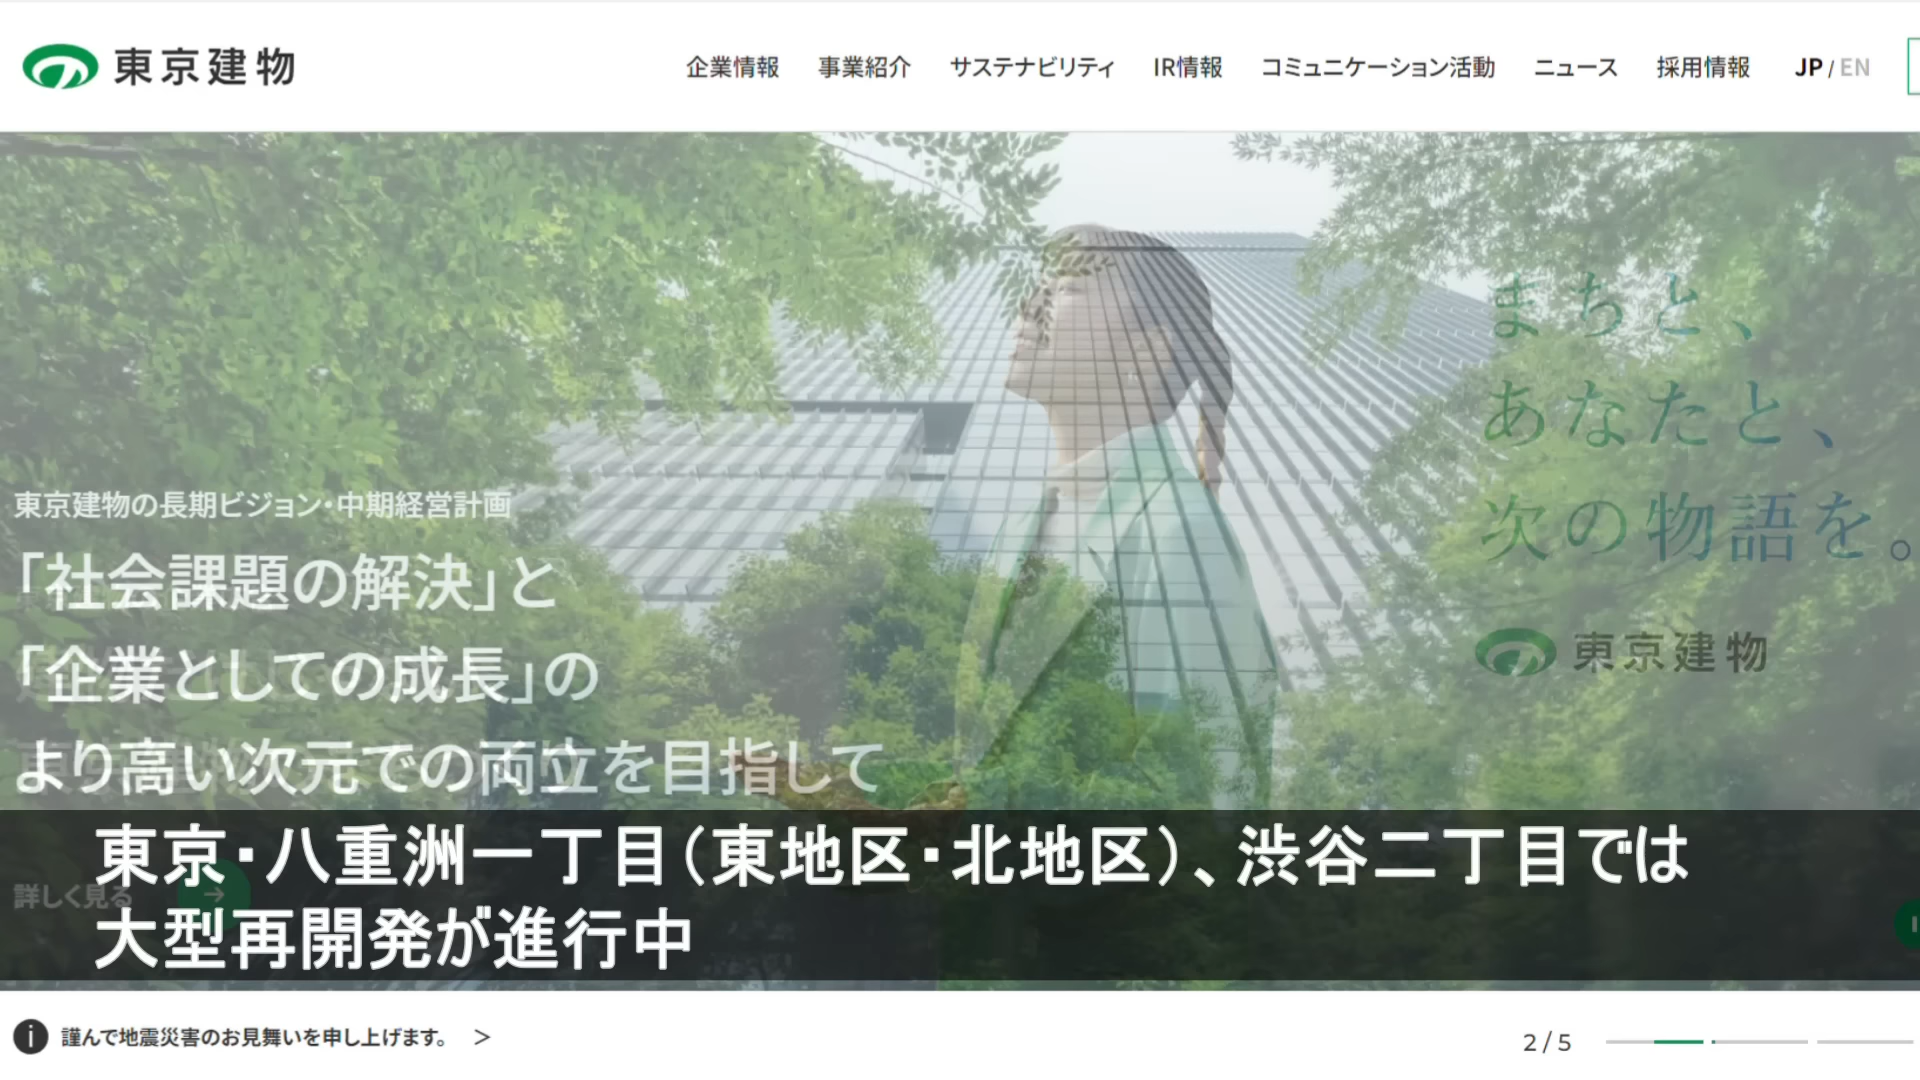 東京建物
企業情報 事業紹介 サステナビリティ IR情報 コミュニケーション活動 ニュース 採用情報 JP / EN
まちと、
あなたと、
次の物語を。
東京建物
東京建物の長期ビジョン・中期経営計画
「社会課題の解決」と
「企業としての成長」の
より高い次元での両立を目指して
詳しく見る
東京・八重洲一丁目（東地区・北地区）、渋谷二丁目では
大型再開発が進行中
謹んで地震災害のお見舞いを申し上げます。 >
2 / 5